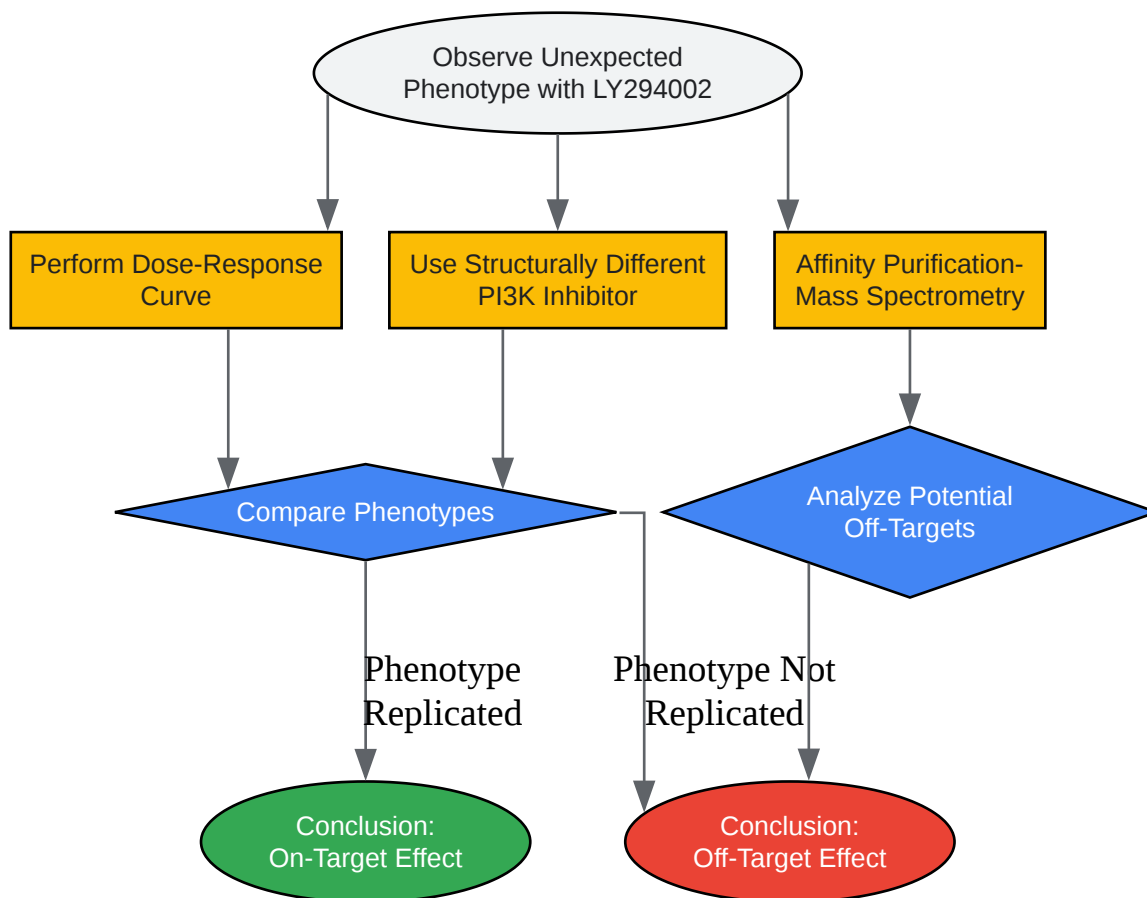 Observe Unexpected
Phenotype with LY294002
Perform Dose-Response
Curve
Use Structurally Different
PI3K Inhibitor
Affinity Purification-
Mass Spectrometry
Compare Phenotypes
Analyze Potential
Off-Targets
Phenotype
Replicated
Phenotype Not
Replicated
Conclusion:
On-Target Effect
Conclusion:
Off-Target Effect